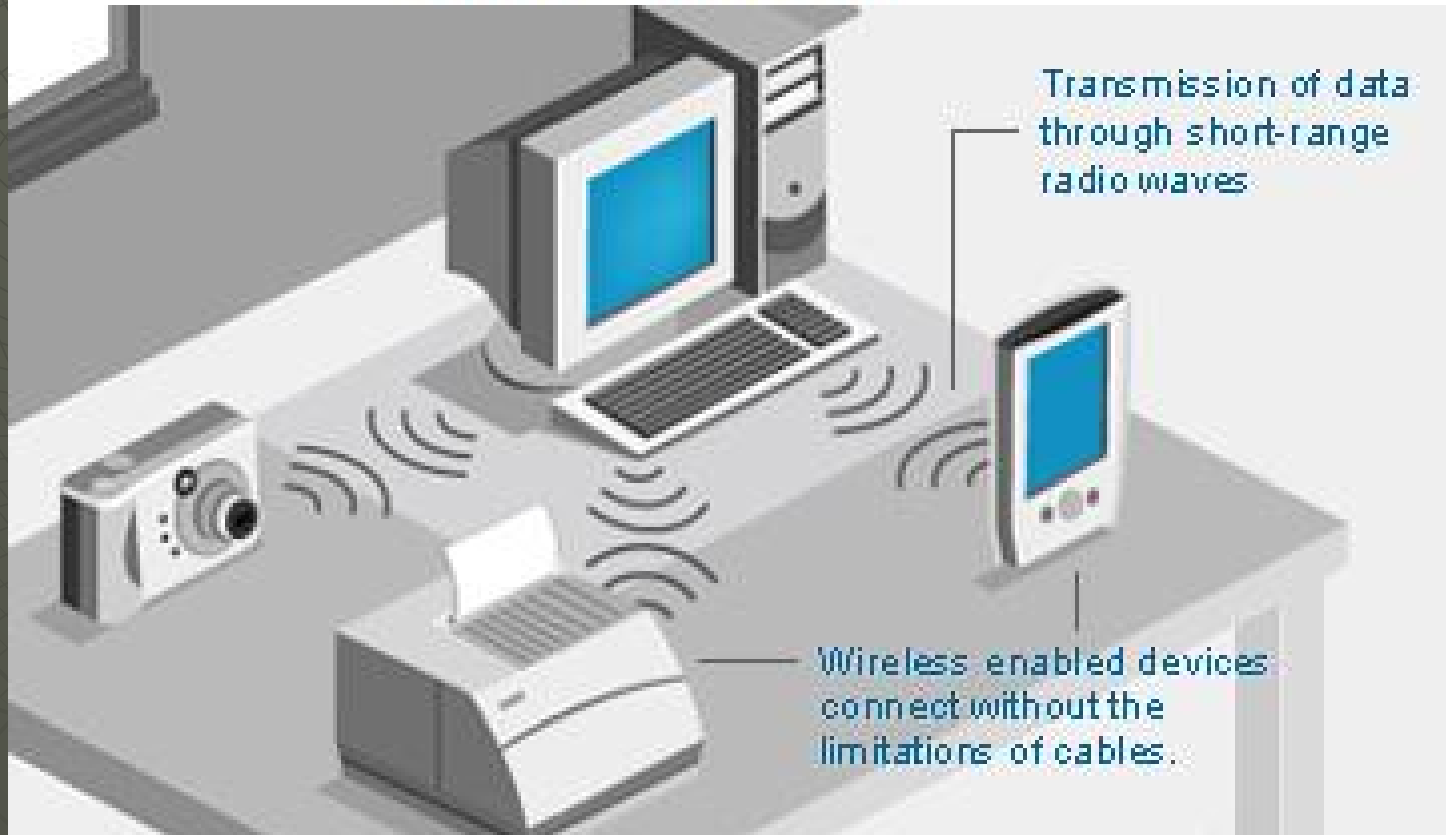 Transmission of data
through short-range
radio waves
Wireless enabled devices
connect without the
limitations of cables.